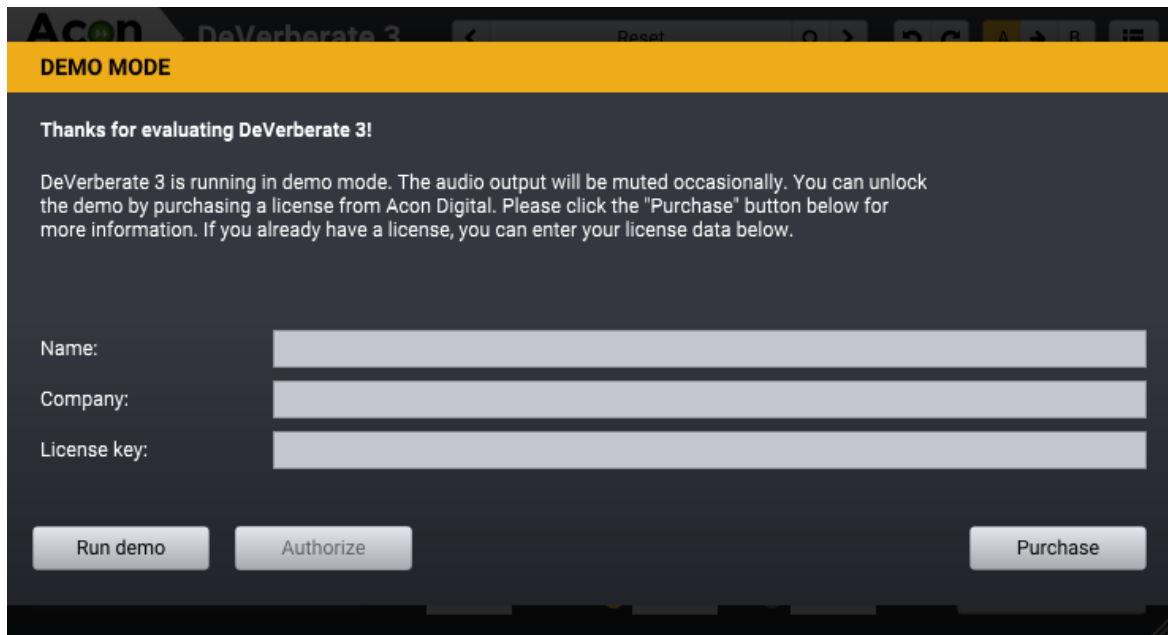 Acon DeVerberate 3 Reset A B
DEMO MODE
Thanks for evaluating DeVerberate 3!
DeVerberate 3 is running in demo mode. The audio output will be muted occasionally. You can unlock
the demo by purchasing a license from Acon Digital. Please click the "Purchase" button below for
more information. If you already have a license, you can enter your license data below.
Name:
Company:
License key:
Run demo Authorize Purchase